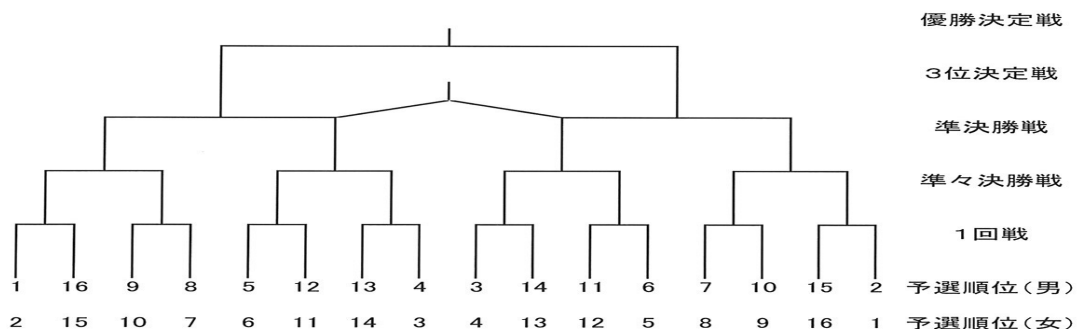 優勝決定戦
3位決定戦
準決勝戦
準々決勝戦
1回戦
1 16 9 8 5 12 13 4 3 14 11 6 7 10 15 2 予選順位(男)
2 15 10 7 6 11 14 3 4 13 12 5 8 9 16 1 予選順位(女)